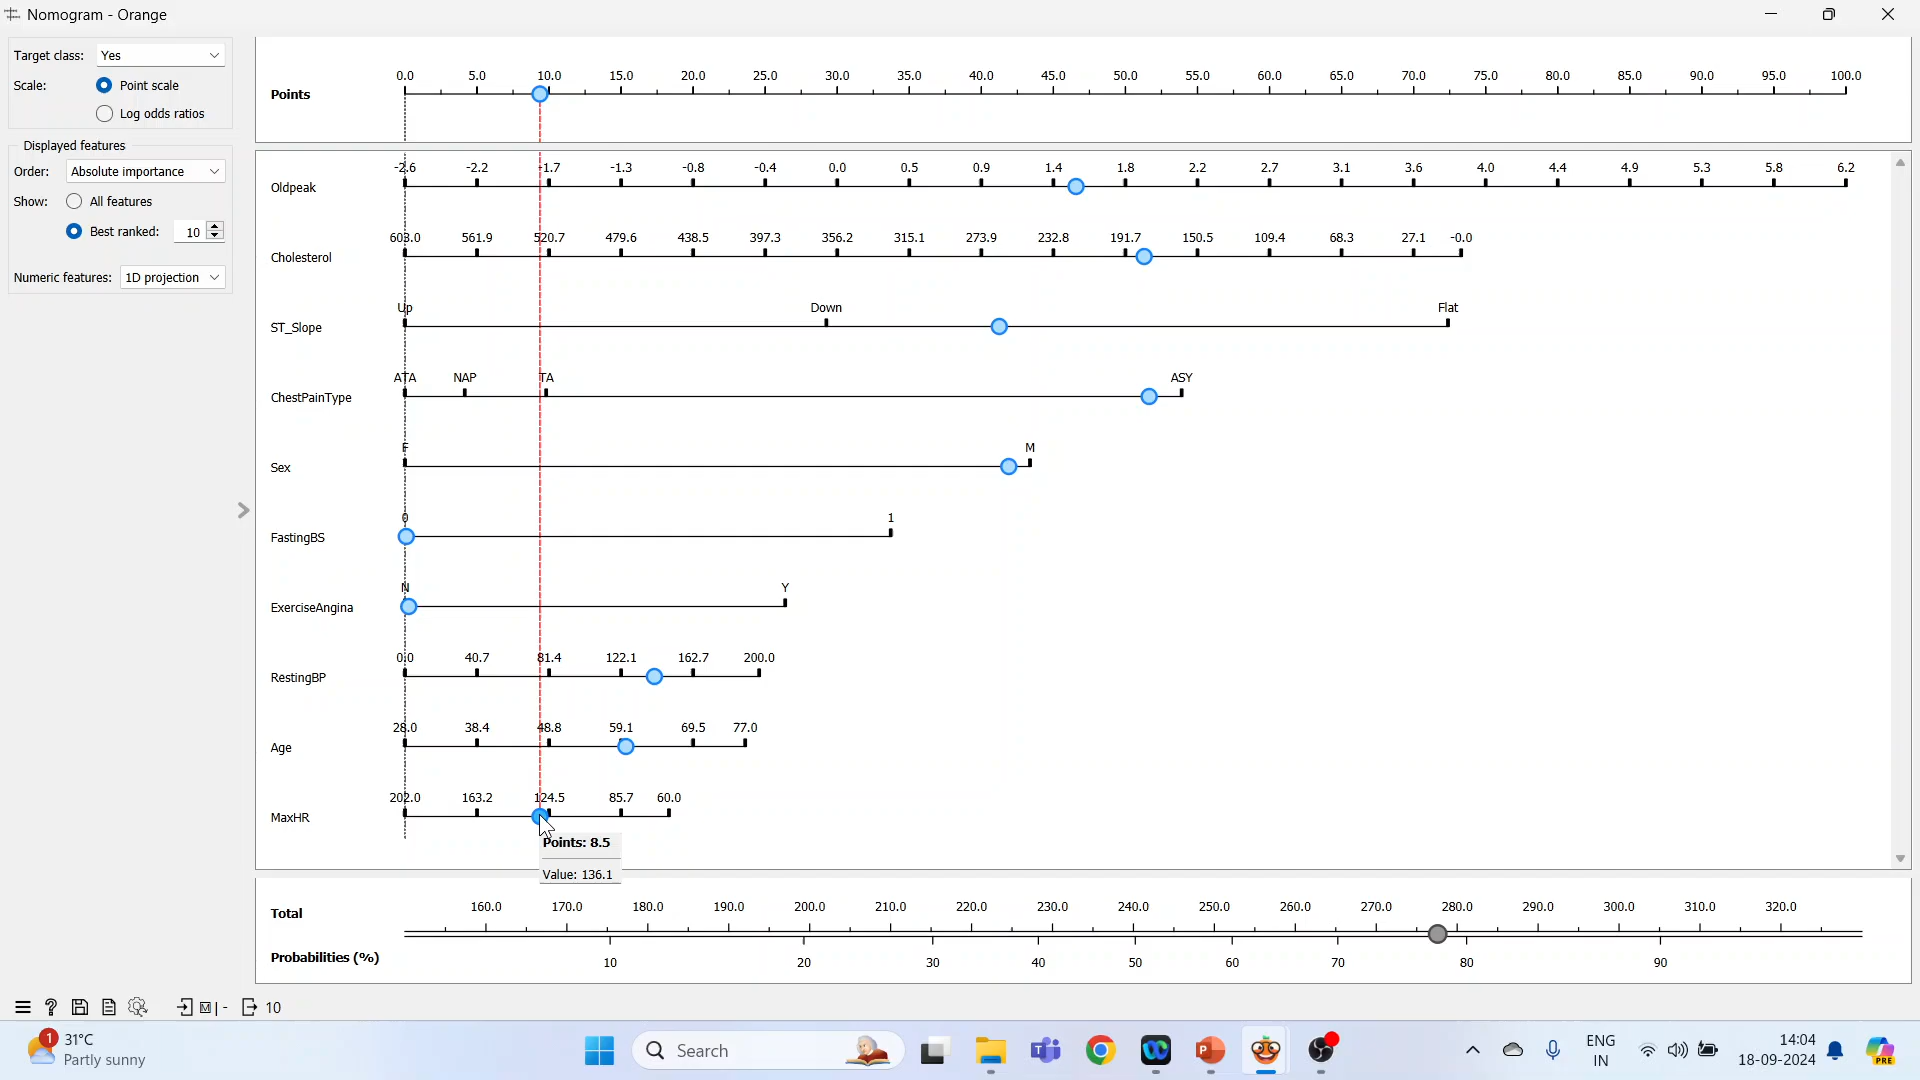 Nomogram - Orange
Target class: Yes
Scale: Point scale
Log odds ratios
Displayed features
Order: Absolute importance
Show: All features
Best ranked: 10
Numeric features: 1D projection
0.0 5.0 10.0 15.0 20.0 25.0 30.0 35.0 40.0 45.0 50.0 55.0 60.0 65.0 70.0 75.0 80.0 85.0 90.0 95.0 100.0
Points
-2.6 -2.2 -1.7 -1.3 -0.8 -0.4 0.0 0.5 0.9 1.4 1.8 2.2 2.7 3.1 3.6 4.0 4.4 4.9 5.3 5.8 6.2
Oldpeak
603.0 561.9 520.7 479.6 438.5 397.3 356.2 315.1 273.9 232.8 191.7 150.5 109.4 68.3 27.1 -0.0
Cholesterol
Up Down Flat
ST_Slope
ATA NAP TA ASY
ChestPainType
F M
Sex
0 1
FastingBS
N Y
ExerciseAngina
0.0 40.7 81.4 122.1 162.7 200.0
RestingBP
28.0 38.4 48.8 59.1 69.5 77.0
Age
202.0 163.2 124.5 85.7 60.0
MaxHR
Points: 8.5
Value: 136.1
160.0 170.0 180.0 190.0 200.0 210.0 220.0 230.0 240.0 250.0 260.0 270.0 280.0 290.0 300.0 310.0 320.0
Total
Probabilities (%)
10 20 30 40 50 60 70 80 90
? M | - 10
1
31°C
Partly sunny
Search
ENG
IN
14:04
18-09-2024
PRE